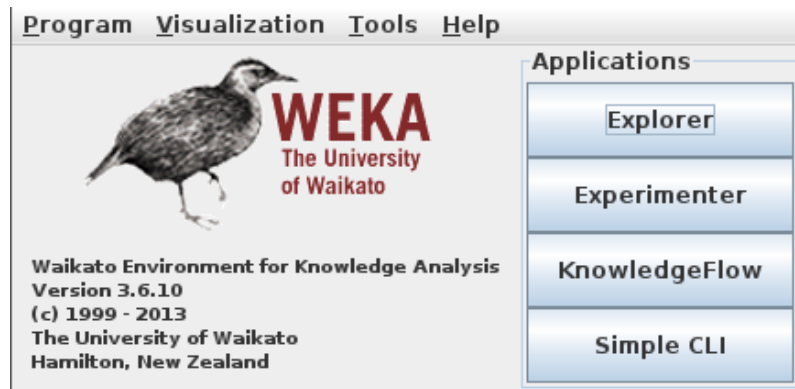 Program Visualization Tools Help
WEKA
The University
of Waikato
Waikato Environment for Knowledge Analysis
Version 3.6.10
(c) 1999 - 2013
The University of Waikato
Hamilton, New Zealand
Applications
Explorer
Experimenter
KnowledgeFlow
Simple CLI